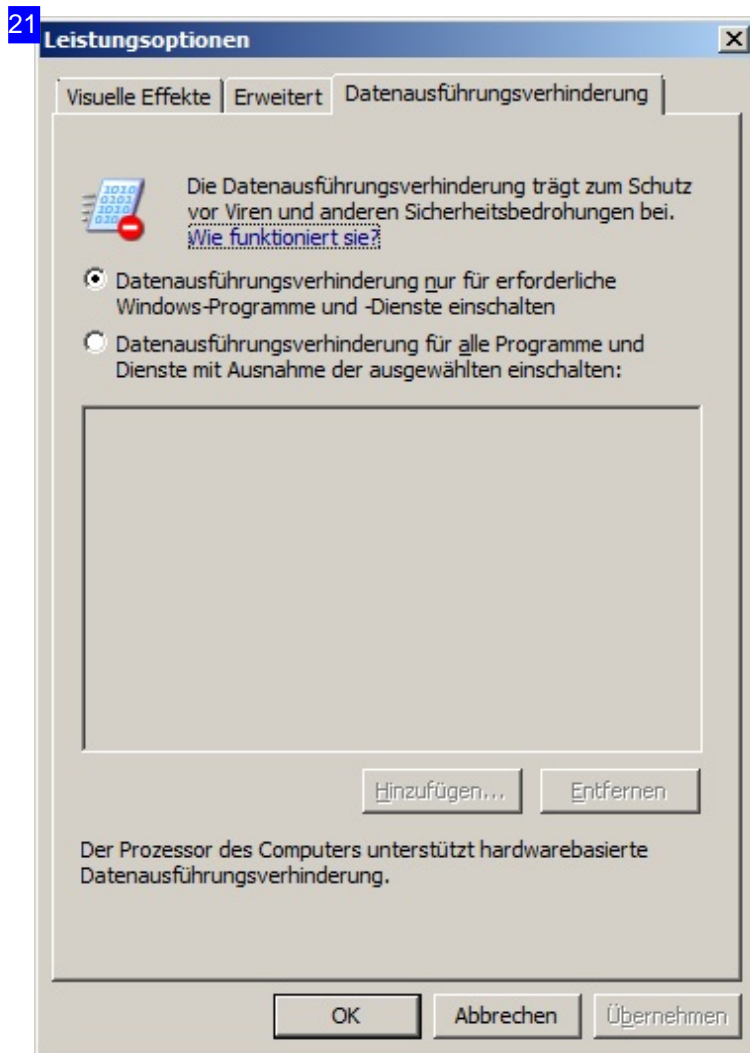 21
Leistungsoptionen
Visuelle Effekte Erweitert Datenausführungsverhinderung
Die Datenausführungsverhinderung trägt zum Schutz
vor Viren und anderen Sicherheitsbedrohungen bei.
Wie funktioniert sie?
Datenausführungsverhinderung nur für erforderliche
Windows-Programme und -Dienste einschalten
Datenausführungsverhinderung für alle Programme und
Dienste mit Ausnahme der ausgewählten einschalten:
Hinzufügen... Entfernen
Der Prozessor des Computers unterstützt hardwarebasierte
Datenausführungsverhinderung.
OK Abbrechen Übernehmen